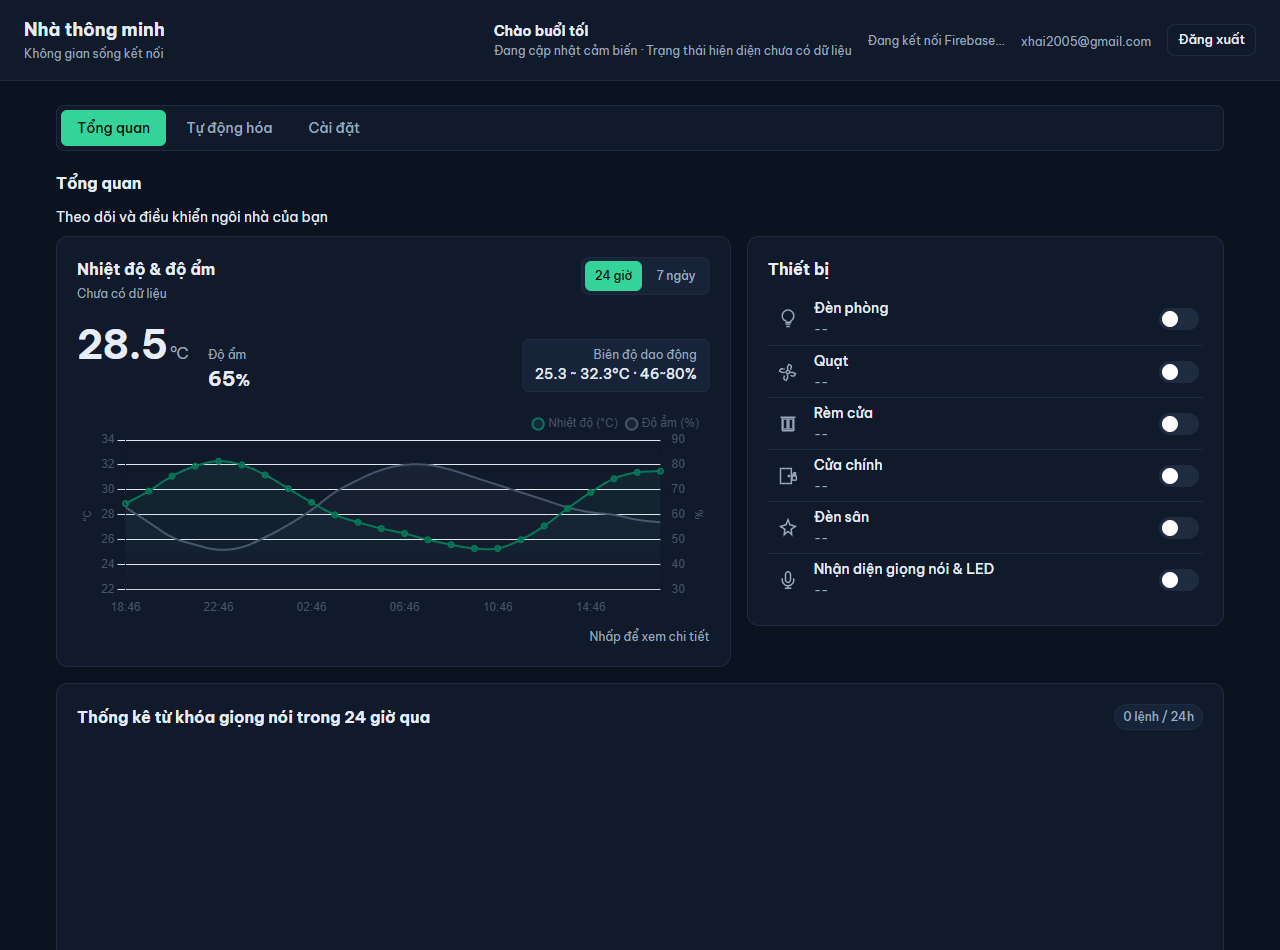 Nhà thông minh
Không gian sống kết nối
Chào buổi tối
Đang cập nhật cảm biến · Trạng thái hiện diện chưa có dữ liệu
Đang kết nối Firebase...
xhai2005@gmail.com
Đăng xuất
Tổng quan
Tự động hóa
Cài đặt
Tổng quan
Theo dõi và điều khiển ngôi nhà của bạn
Nhiệt độ & độ ẩm
Chưa có dữ liệu
24 giờ
7 ngày
28.5 °C
Độ ẩm
65%
Biên độ dao động
25.3 ~ 32.3°C · 46~80%
Nhiệt độ (°C)
Độ ẩm (%)
34
32
30
28
26
24
22
°C
90
80
70
60
50
40
30
%
18:46
22:46
02:46
06:46
10:46
14:46
Nhấp để xem chi tiết
Thiết bị
Đèn phòng
--
Quạt
--
Rèm cửa
--
Cửa chính
--
Đèn sân
--
Nhận diện giọng nói & LED
--
Thống kê từ khóa giọng nói trong 24 giờ qua
0 lệnh / 24h